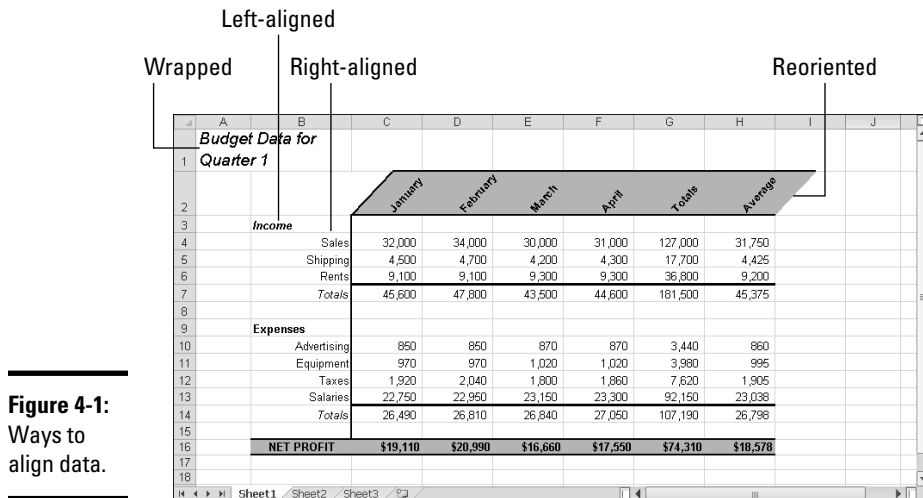 Left-aligned
Wrapped Right-aligned Reoriented
A B C D E F G H I J
Budget Data for
1 Quarter 1
2 January February March April Totals Average
3 Income
4 Sales 32,000 34,000 30,000 31,000 127,000 31,750
5 Shipping 4,500 4,700 4,200 4,300 17,700 4,425
6 Rents 9,100 9,100 9,300 9,300 36,800 9,200
7 Totals 45,600 47,800 43,500 44,600 181,500 45,375
8
9 Expenses
10 Advertising 850 850 870 870 3,440 860
11 Equipment 970 970 1,020 1,020 3,980 995
12 Taxes 1,920 2,040 1,800 1,860 7,620 1,905
13 Salaries 22,750 22,950 23,150 23,300 92,150 23,038
14 Totals 26,490 26,810 26,840 27,050 107,190 26,798
15
16 NET PROFIT $19,110 $20,990 $16,660 $17,550 $74,310 $18,578
17
18
Sheet1 Sheet2 Sheet3
Figure 4-1:
Ways to
align data.